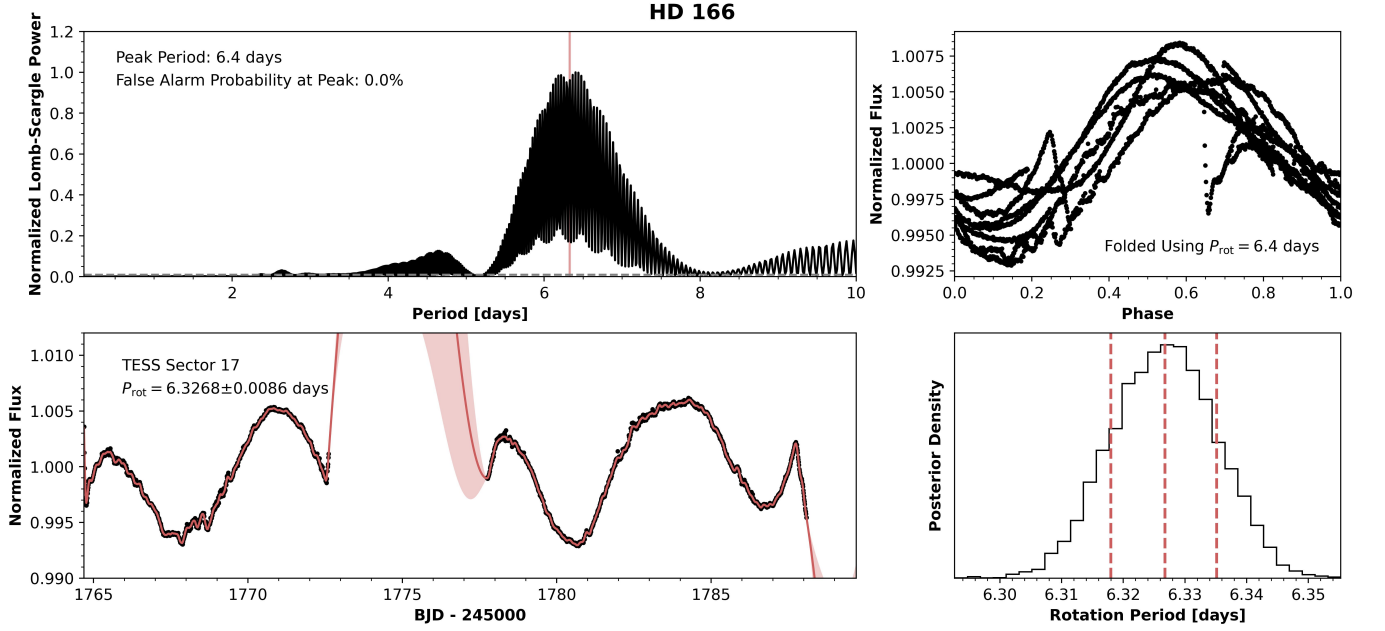 HD 166
Normalized Lomb-Scargle Power
1.2
1.0
0.8
0.6
0.4
0.2
0.0
Peak Period: 6.4 days
False Alarm Probability at Peak: 0.0%
2
4
6
8
10
Period [days]
Normalized Flux
1.0075
1.0050
1.0025
1.0000
0.9975
0.9950
0.9925
Folded Using P_rot = 6.4 days
0.0
0.2
0.4
0.6
0.8
1.0
Phase
Normalized Flux
1.010
1.005
1.000
0.995
0.990
TESS Sector 17
P_rot = 6.3268±0.0086 days
1765
1770
1775
1780
1785
BJD - 245000
Posterior Density
6.30
6.31
6.32
6.33
6.34
6.35
Rotation Period [days]